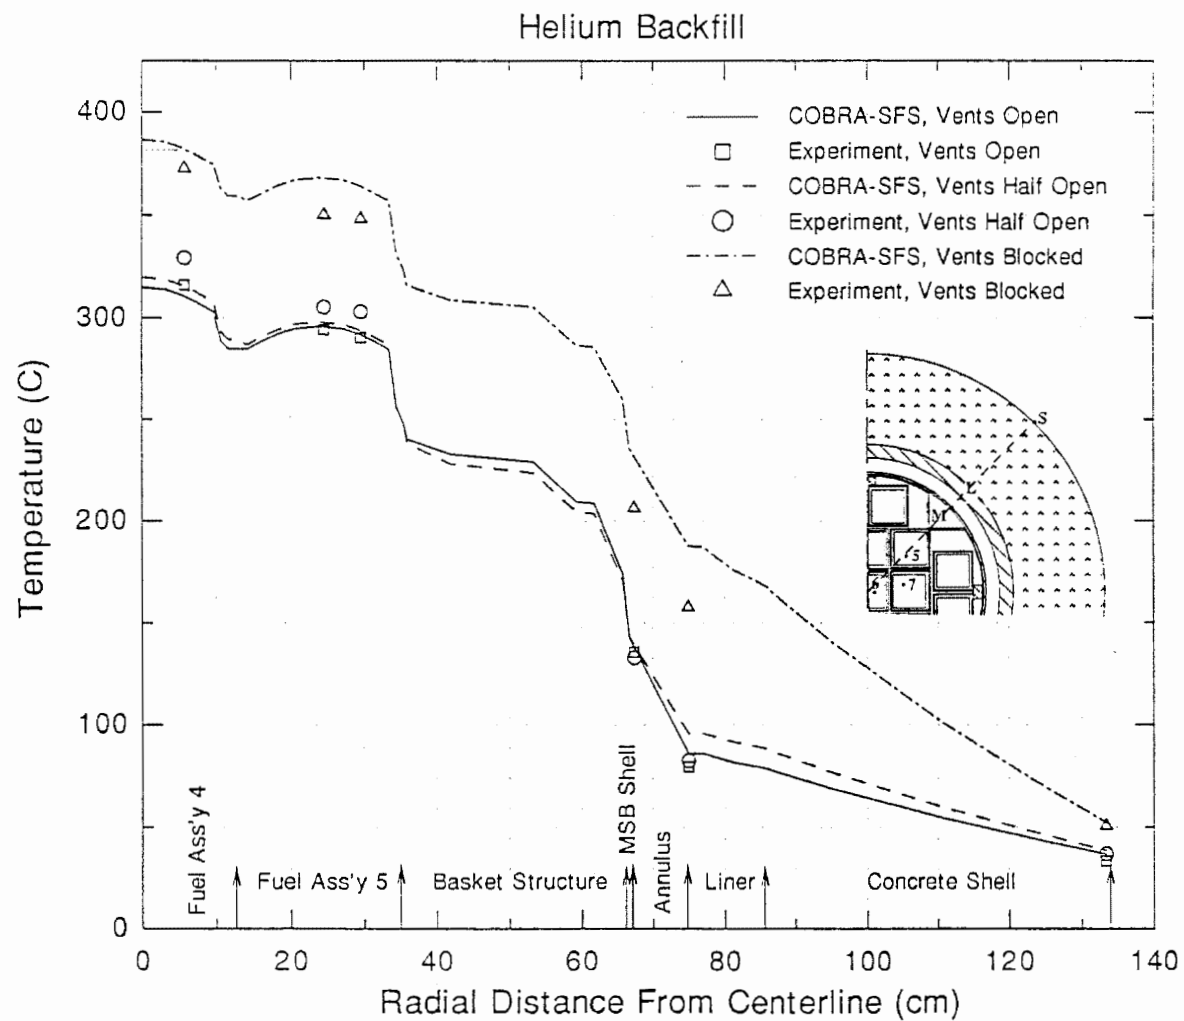 Helium Backfill
COBRA-SFS, Vents Open
Experiment, Vents Open
COBRA-SFS, Vents Half Open
Experiment, Vents Half Open
COBRA-SFS, Vents Blocked
Experiment, Vents Blocked
Temperature (C)
400
300
200
100
0
S
L
M
5
7
Fuel Ass'y 4
Fuel Ass'y 5
Basket Structure
MSB Shell
Annulus
Liner
Concrete Shell
0 20 40 60 80 100 120 140
Radial Distance From Centerline (cm)